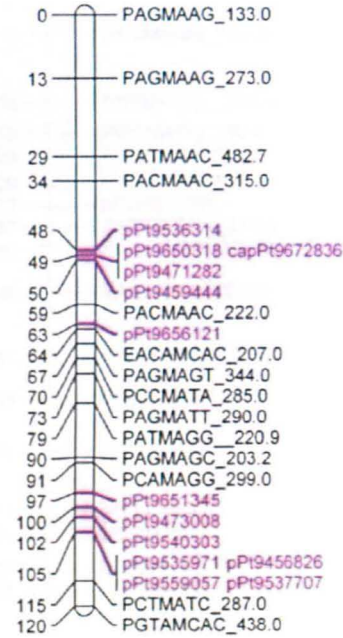 0 PAGMAAG_133.0
13 PAGMAAG_273.0
29 PATMAAC_482.7
34 PACMAAC_315.0
48 pPt9536314
49 pPt9650318 capPt9672836
pPt9471282
50 pPt9459444
59 PACMAAC_222.0
63 pPt9656121
64 EACAMCAC_207.0
67 PAGMAGT_344.0
70 PCCMATA_285.0
73 PAGMATT_290.0
79 PATMAGG__220.9
90 PAGMAGC_203.2
91 PCAMAGG_299.0
97 pPt9651345
100 pPt9473008
102 pPt9540303
105 pPt9535971 pPt9456826
pPt9559057 pPt9537707
115 PCTMATC_287.0
120 PGTAMCAC_438.0